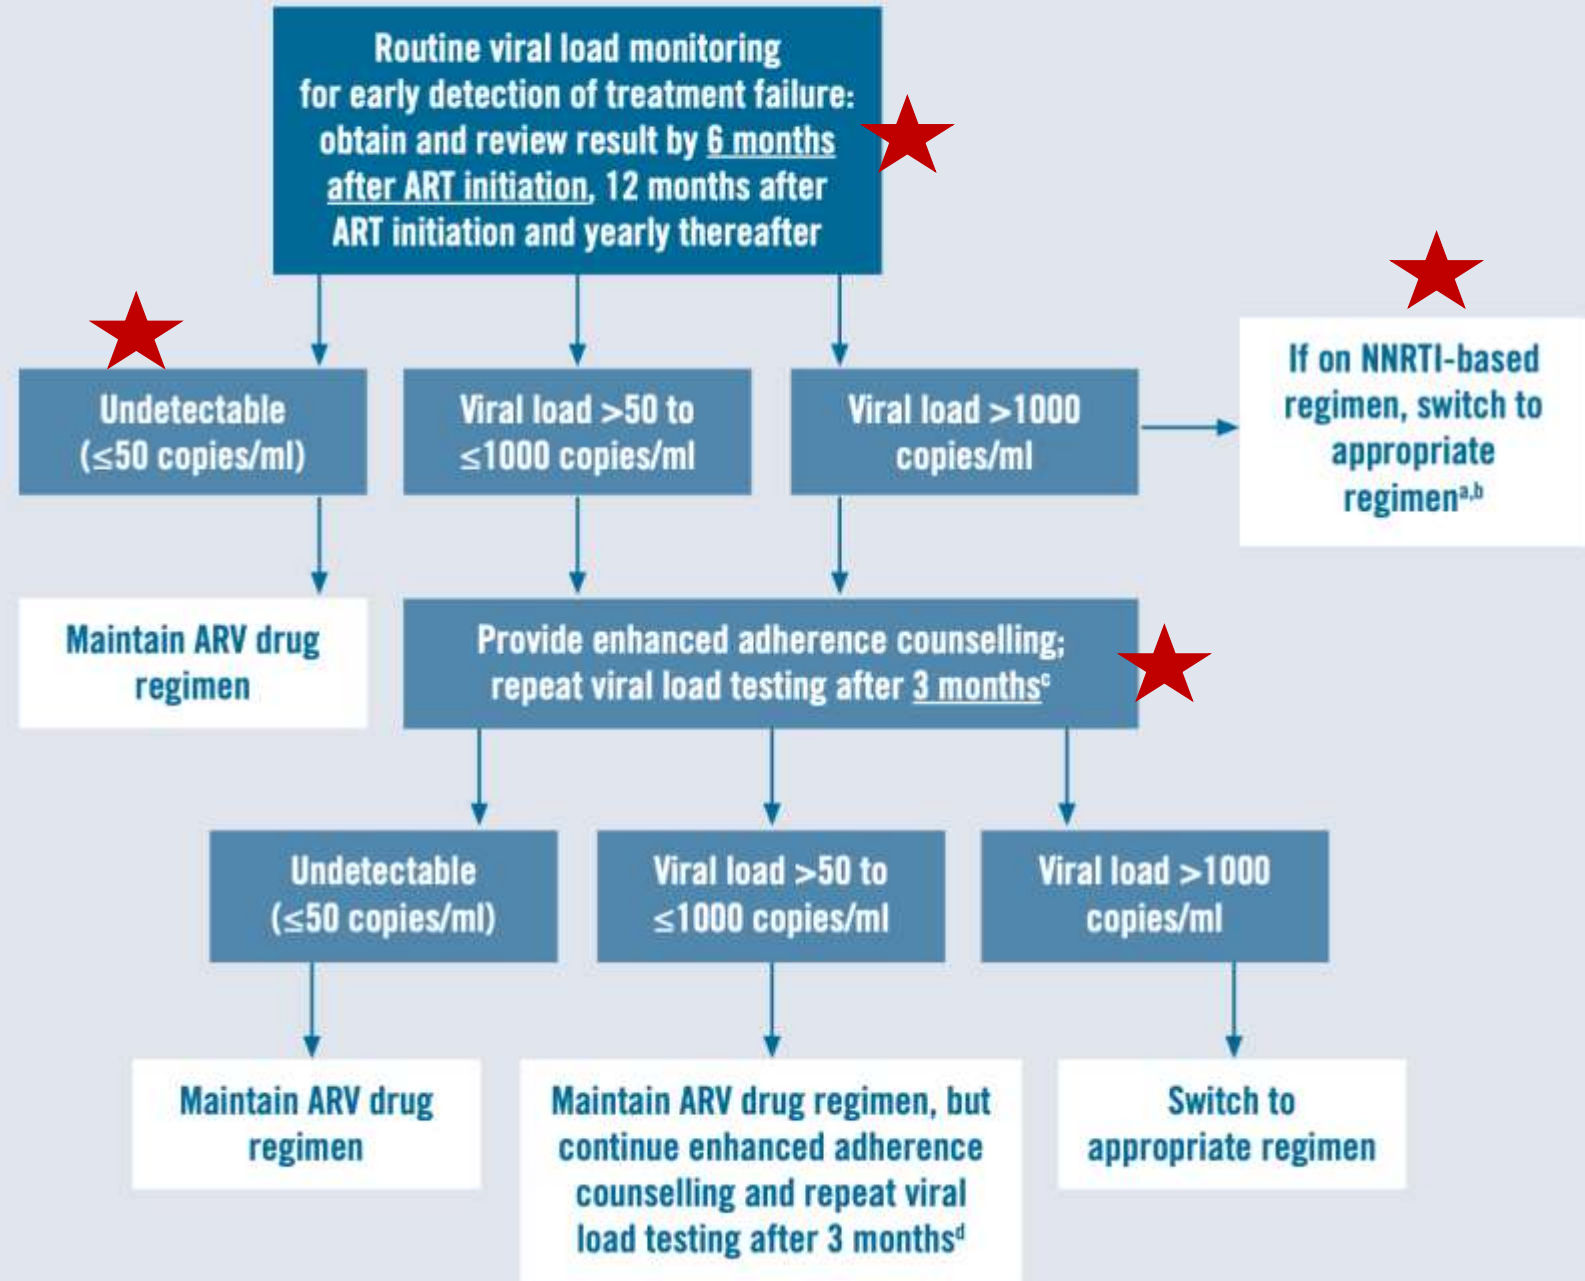 Routine viral load monitoring
for early detection of treatment failure:
obtain and review result by 6 months
after ART initiation, 12 months after
ART initiation and yearly thereafter
Undetectable
(≤50 copies/ml)
Viral load >50 to
≤1000 copies/ml
Viral load >1000
copies/ml
If on NNRTI-based
regimen, switch to
appropriate
regimenᵃ,ᵇ
Maintain ARV drug
regimen
Provide enhanced adherence counselling;
repeat viral load testing after 3 monthsᶜ
Undetectable
(≤50 copies/ml)
Viral load >50 to
≤1000 copies/ml
Viral load >1000
copies/ml
Maintain ARV drug
regimen
Maintain ARV drug regimen, but
continue enhanced adherence
counselling and repeat viral
load testing after 3 monthsᵈ
Switch to
appropriate regimen